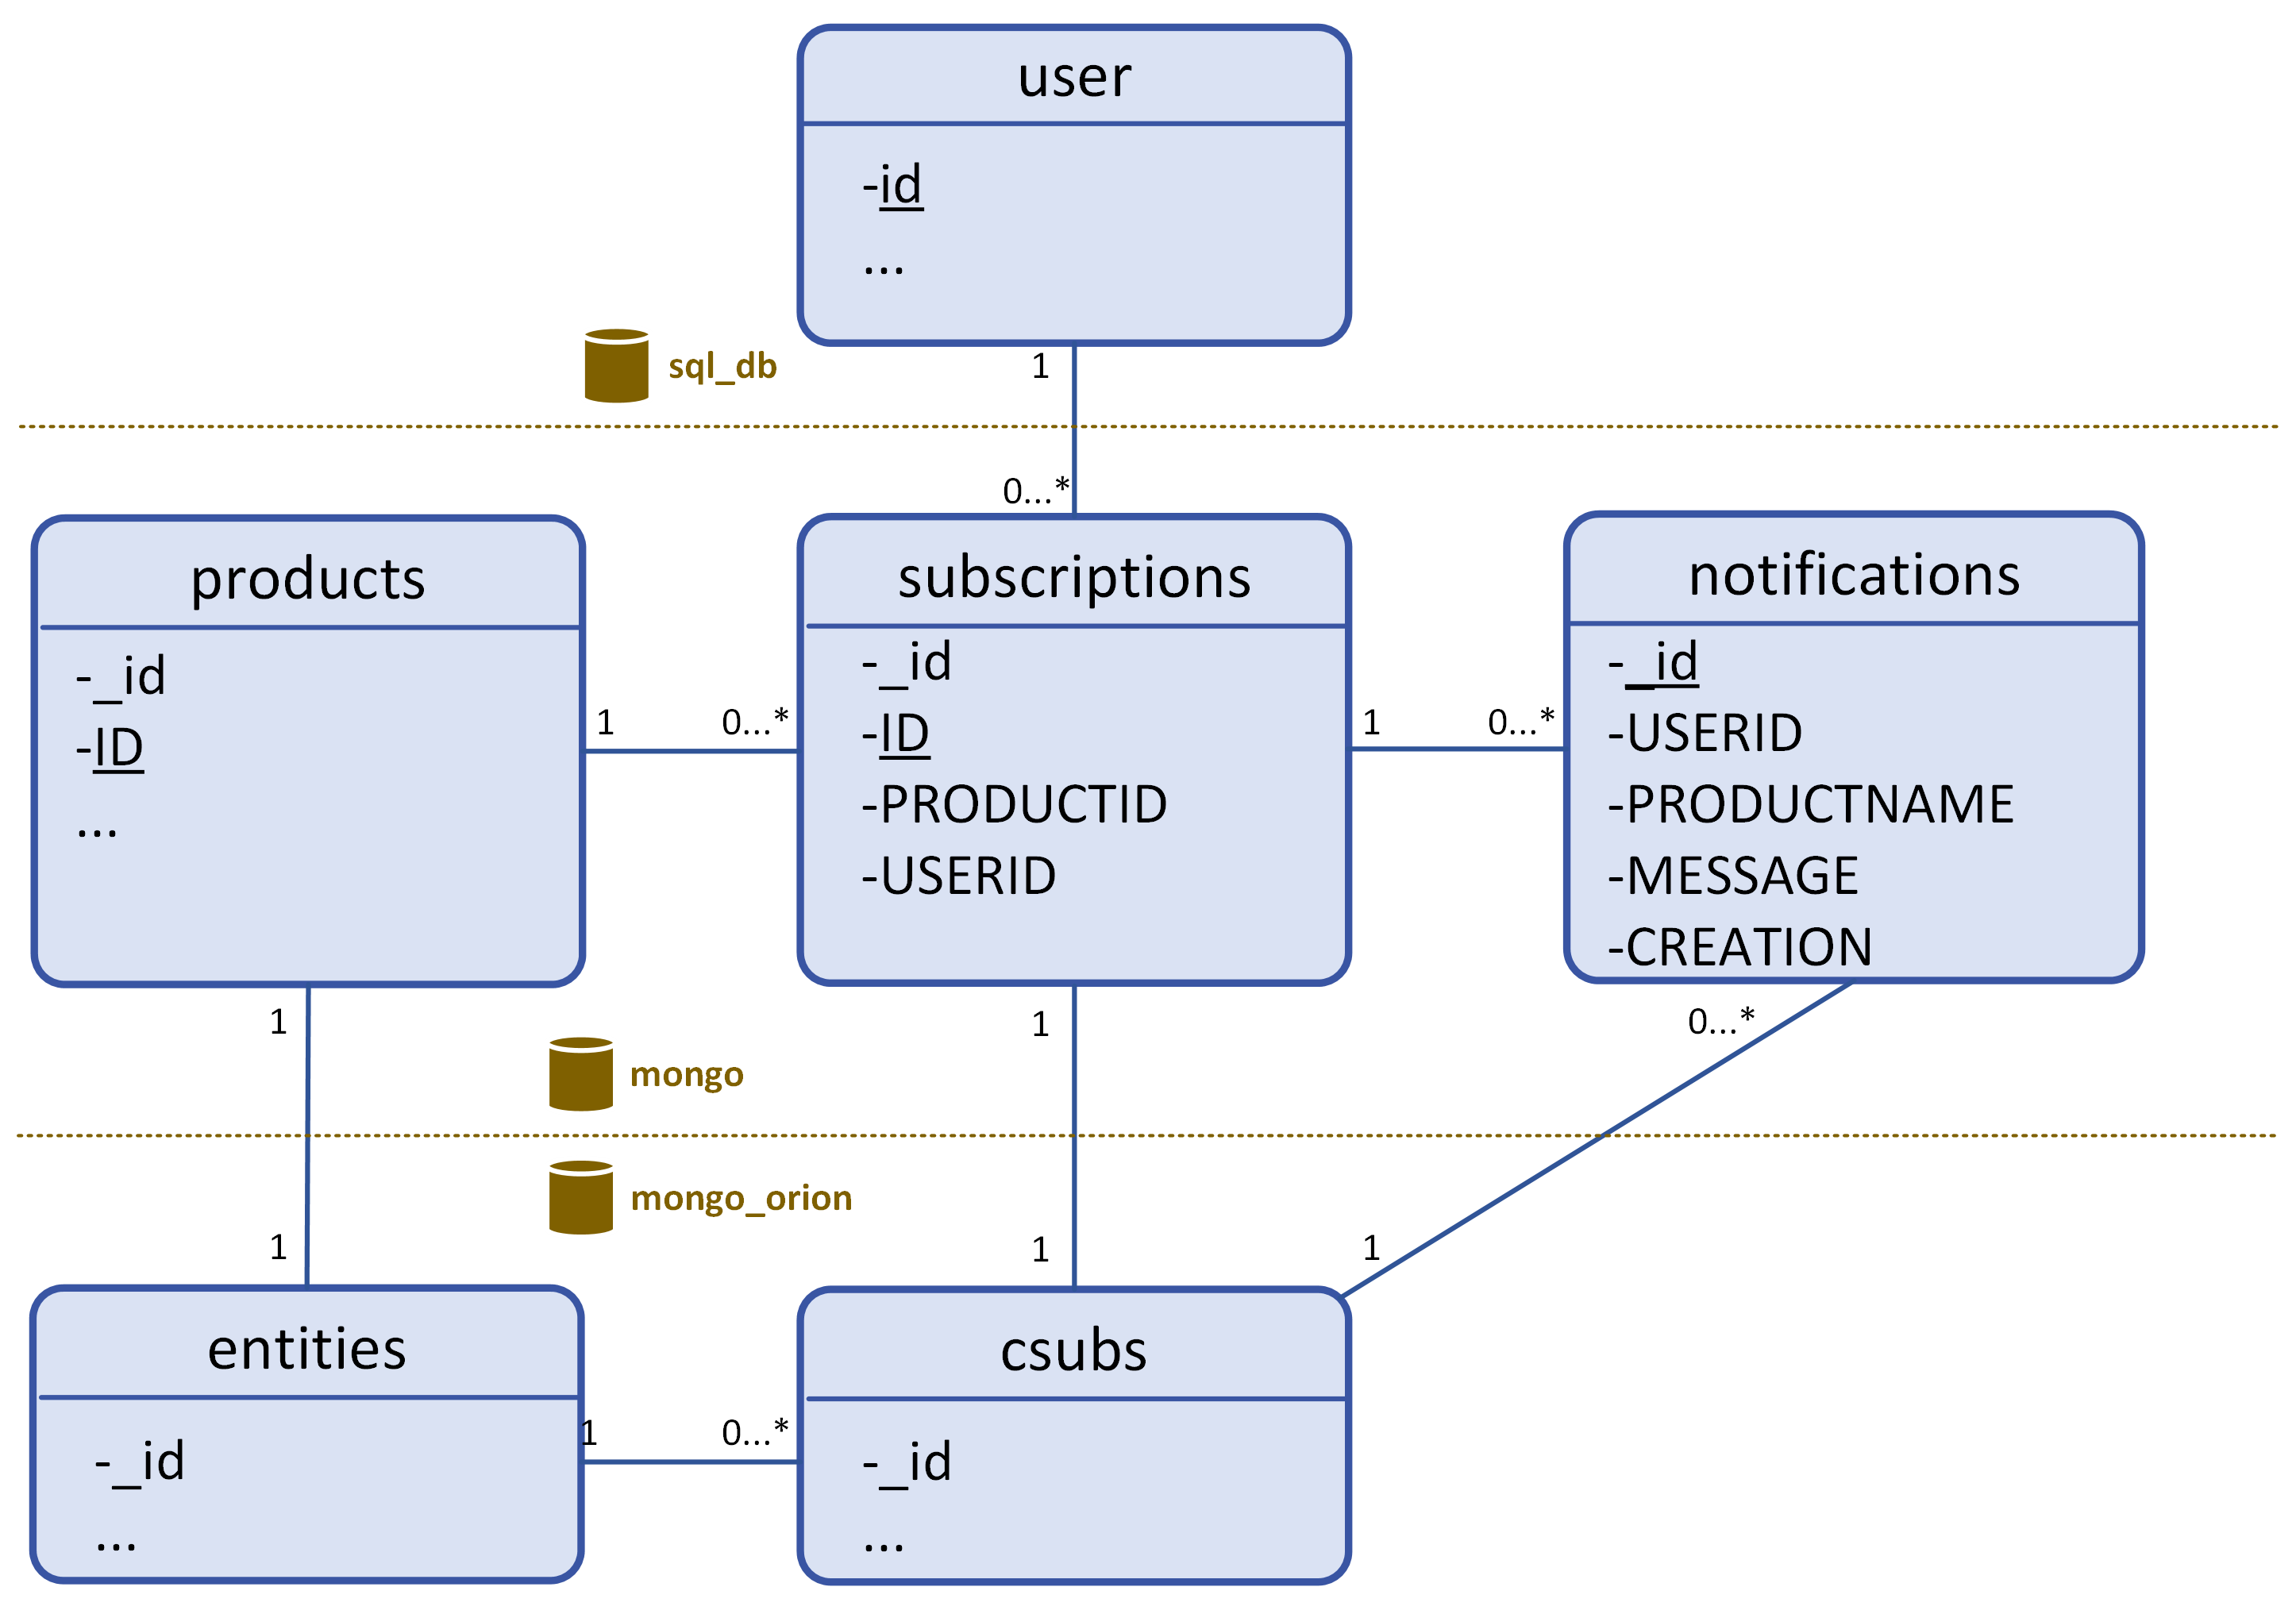 user
-id
...
sql_db
1
0...*
products
-_id
-ID
...
1
0...*
subscriptions
-_id
-ID
-PRODUCTID
-USERID
1
0...*
notifications
-_id
-USERID
-PRODUCTNAME
-MESSAGE
-CREATION
1
1
0...*
mongo
mongo_orion
1
1
1
entities
-_id
...
1
0...*
csubs
-_id
...